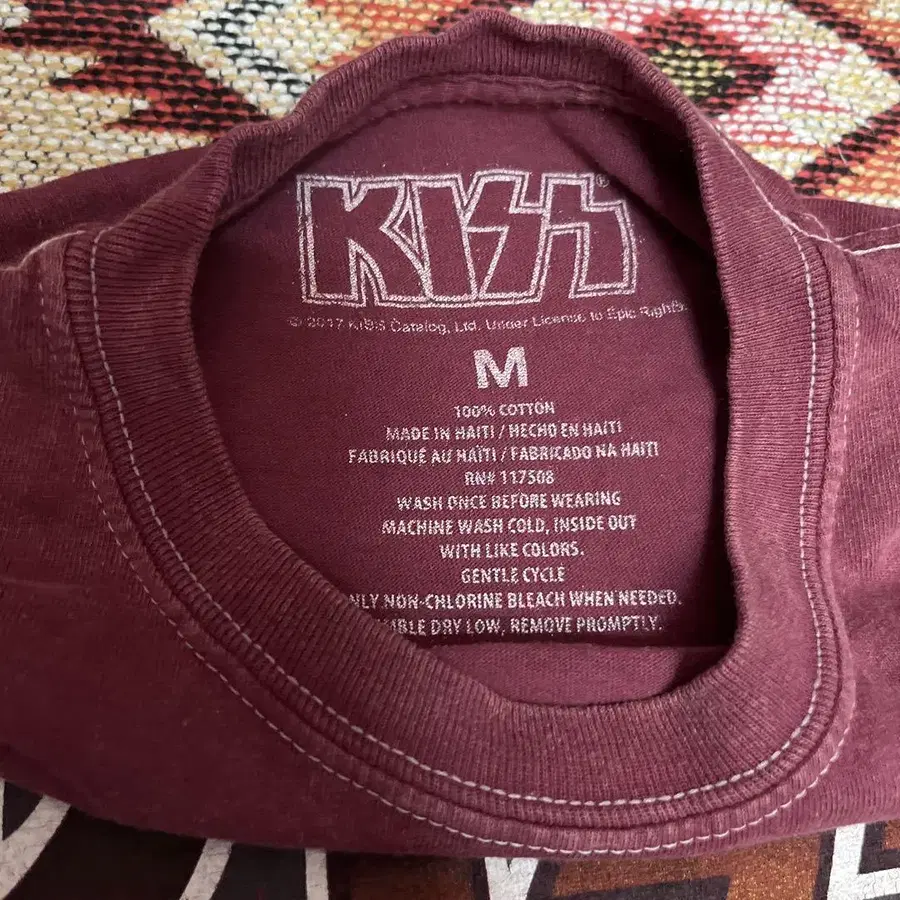 KISS®
© 2017 KISS Catalog, Ltd. Under License to Epic Rights.
M
100% COTTON
MADE IN HAITI / HECHO EN HAITI
FABRIQUÉ AU HAÏTI / FABRICADO NA HAITI
RN# 117508
WASH ONCE BEFORE WEARING
MACHINE WASH COLD, INSIDE OUT
WITH LIKE COLORS.
GENTLE CYCLE
NLY NON-CHLORINE BLEACH WHEN NEEDED.
MBLE DRY LOW, REMOVE PROMPTLY.